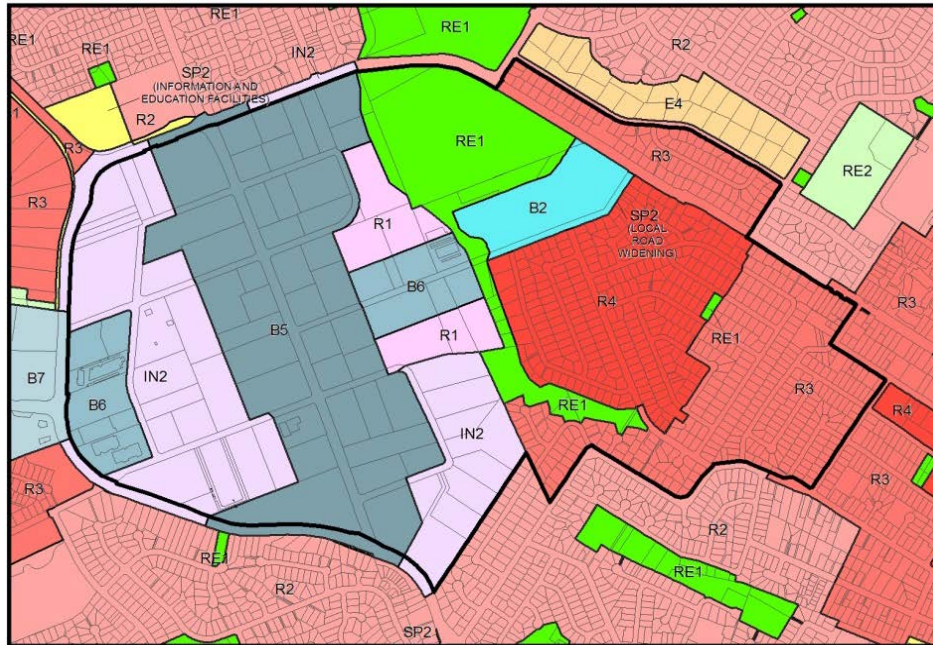 RE1
R2
RE1
RE1
IN2
SP2
(INFORMATION AND
EDUCATION FACILITIES)
E4
R2
R3
RE1
R3
RE2
R3
R1
B2
SP2
(LOCAL
ROAD
WIDENING)
R3
B6
R4
B5
R1
RE1
B7
IN2
R3
B6
RE1
R4
IN2
R3
R3
R2
RE1
R2
RE1
SP2